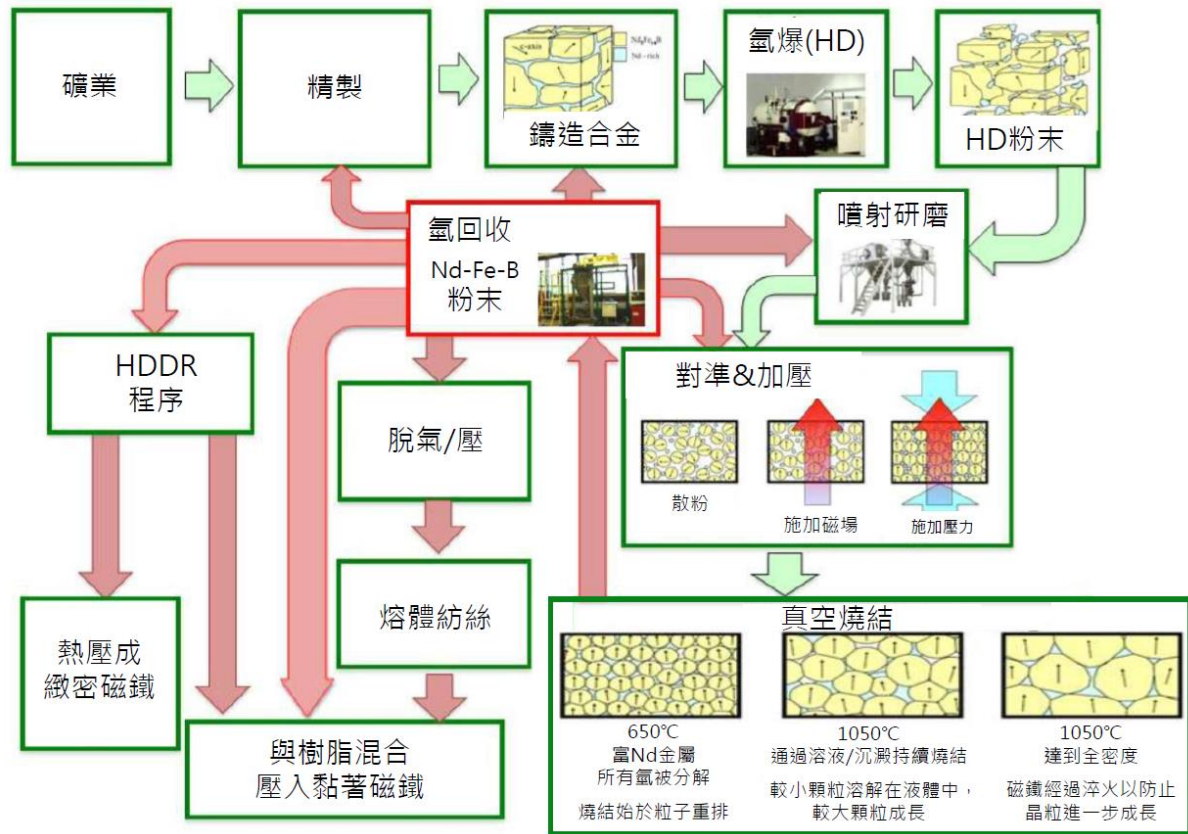 礦業
精製
c-axis
Nd₂Fe₁₄B
Nd - rich
鑄造合金
氫爆(HD)
HD粉末
氫回收
Nd-Fe-B
粉末
噴射研磨
HDDR
程序
脫氣/壓
對準&加壓
散粉
施加磁場
施加壓力
熔體紡絲
熱壓成
緻密磁鐵
與樹脂混合
壓入黏著磁鐵
真空燒結
650℃
富Nd金屬
所有氫被分解
燒結始於粒子重排
1050℃
通過溶液/沉澱持續燒結
較小顆粒溶解在液體中，
較大顆粒成長
1050℃
達到全密度
磁鐵經過淬火以防止
晶粒進一步成長